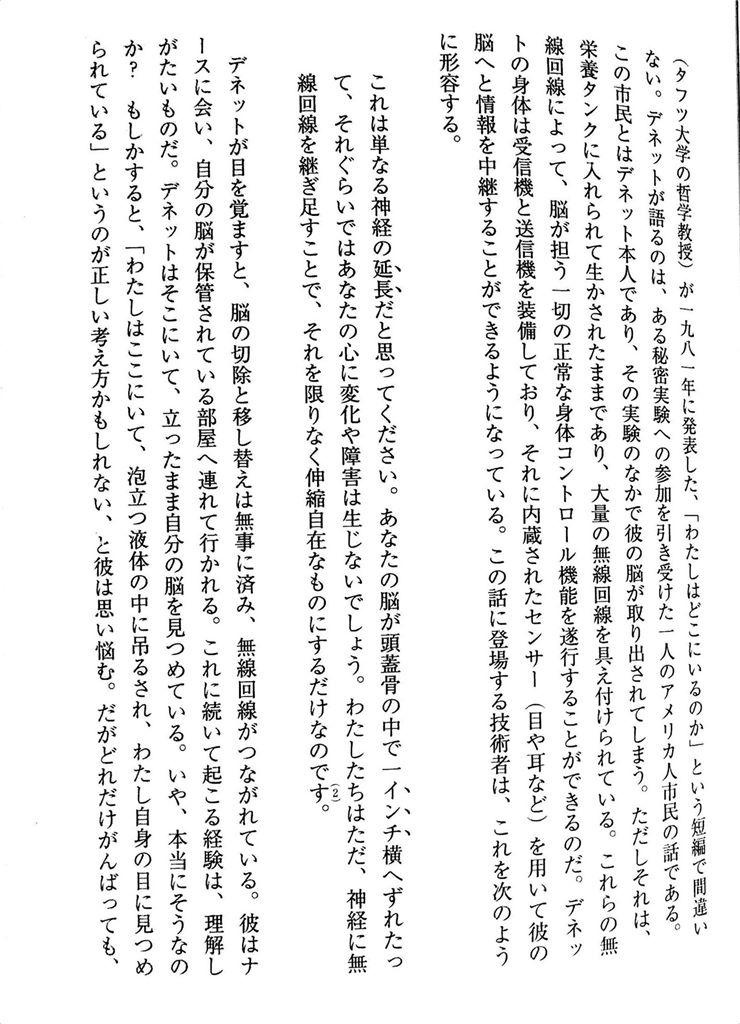 （タフツ大学の哲学教授）が一九八一年に発表した、「わたしはどこにいるのか」という短編で間違い
ない。デネットが語るのは、ある秘密実験への参加を引き受けた一人のアメリカ人市民の話である。
この市民とはデネット本人であり、その実験のなかで彼の脳が取り出されてしまう。ただしそれは、
栄養タンクに入れられて生かされたままであり、大量の無線回線を具え付けられている。これらの無
線回線によって、脳が担う一切の正常な身体コントロール機能を遂行することができるのだ。デネッ
トの身体は受信機と送信機を装備しており、それに内蔵されたセンサー（目や耳など）を用いて彼の
脳へと情報を中継することができるようになっている。この話に登場する技術者は、これを次のよう
に形容する。
これは単なる神経の延長だと思ってください。あなたの脳が頭蓋骨の中で一インチ横へずれたっ
て、それぐらいではあなたの心に変化や障害は生じないでしょう。わたしたちはただ、神経に無
線回線を継ぎ足すことで、それを限りなく伸縮自在なものにするだけなのです。(2)
デネットが目を覚ますと、脳の切除と移し替えは無事に済み、無線回線がつながれている。彼はナ
ースに会い、自分の脳が保管されている部屋へ連れて行かれる。これに続いて起こる経験は、理解し
がたいものだ。デネットはそこにいて、立ったまま自分の脳を見つめている。いや、本当にそうなの
か？　もしかすると、「わたしはここにいて、泡立つ液体の中に吊るされ、わたし自身の目に見つめ
られている」というのが正しい考え方かもしれない、と彼は思い悩む。だがどれだけがんばっても、